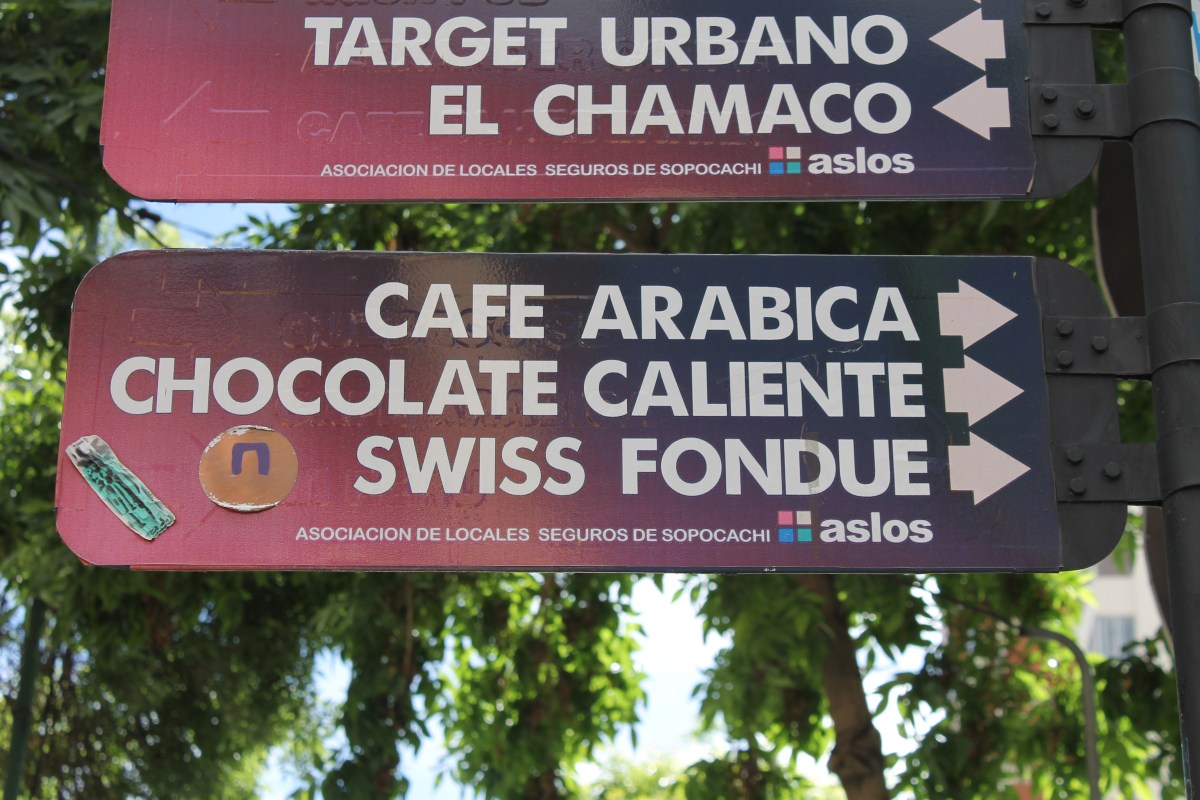 TARGET URBANO
EL CHAMACO
ASOCIACION DE LOCALES SEGUROS DE SOPOCACHI aslos
CAFE ARABICA
CHOCOLATE CALIENTE
SWISS FONDUE
n
ASOCIACION DE LOCALES SEGUROS DE SOPOCACHI aslos